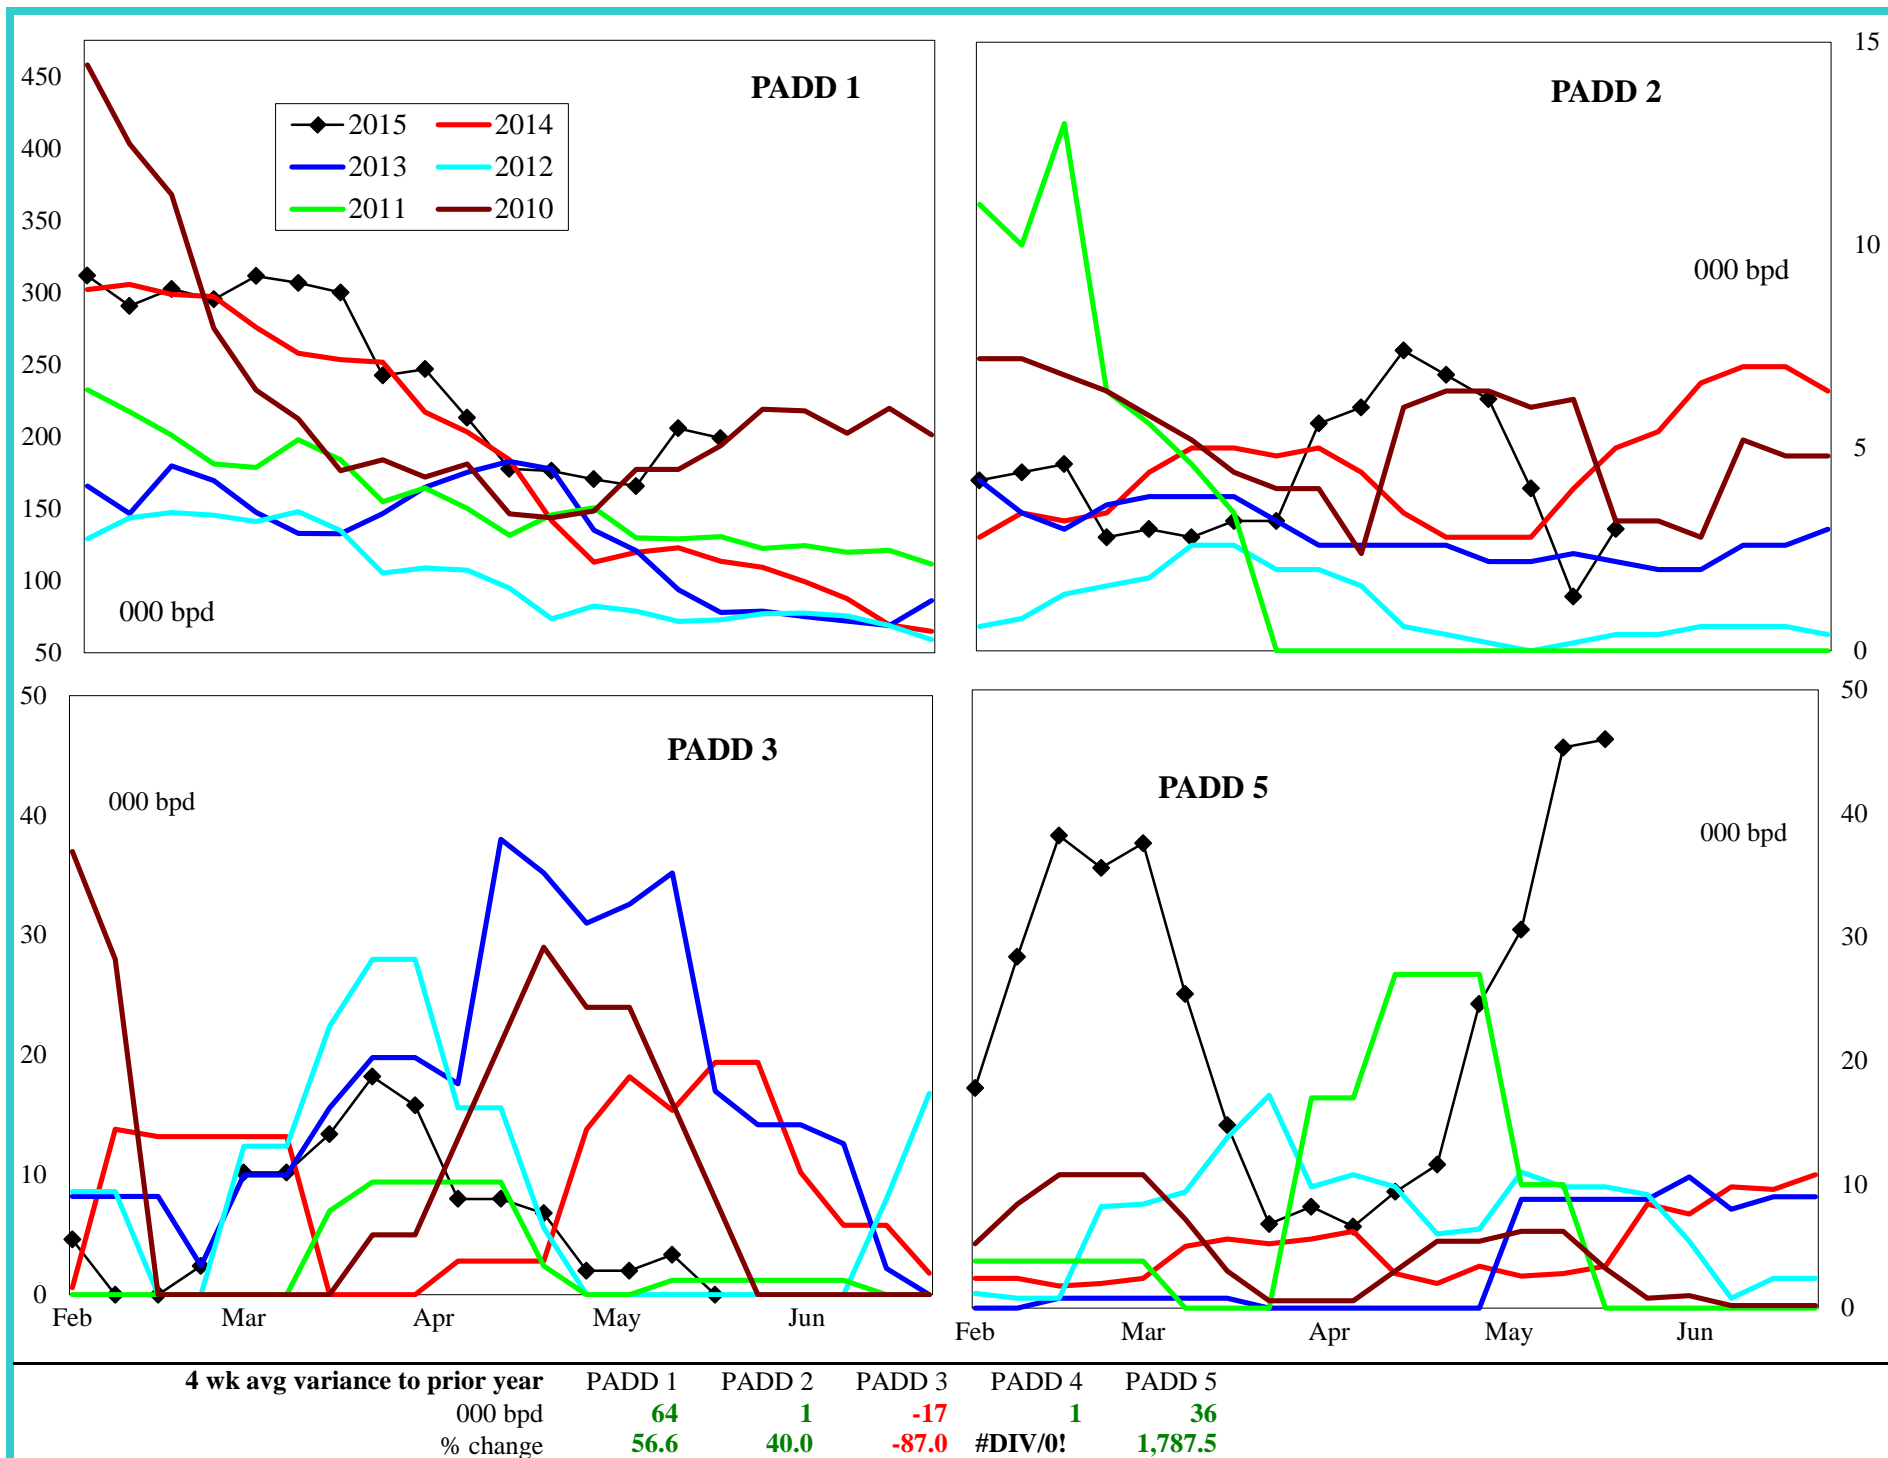 PADD 1
450
400
350
300
250
200
150
100
50
2015 2014
2013 2012
2011 2010
000 bpd
PADD 2
15
10
5
0
000 bpd
PADD 3
50
40
30
20
10
0
000 bpd
Feb Mar Apr May Jun
PADD 5
50
40
30
20
10
0
000 bpd
Feb Mar Apr May Jun
4 wk avg variance to prior year PADD 1 PADD 2 PADD 3 PADD 4 PADD 5
000 bpd 64 1 -17 1 36
% change 56.6 40.0 -87.0 #DIV/0! 1,787.5